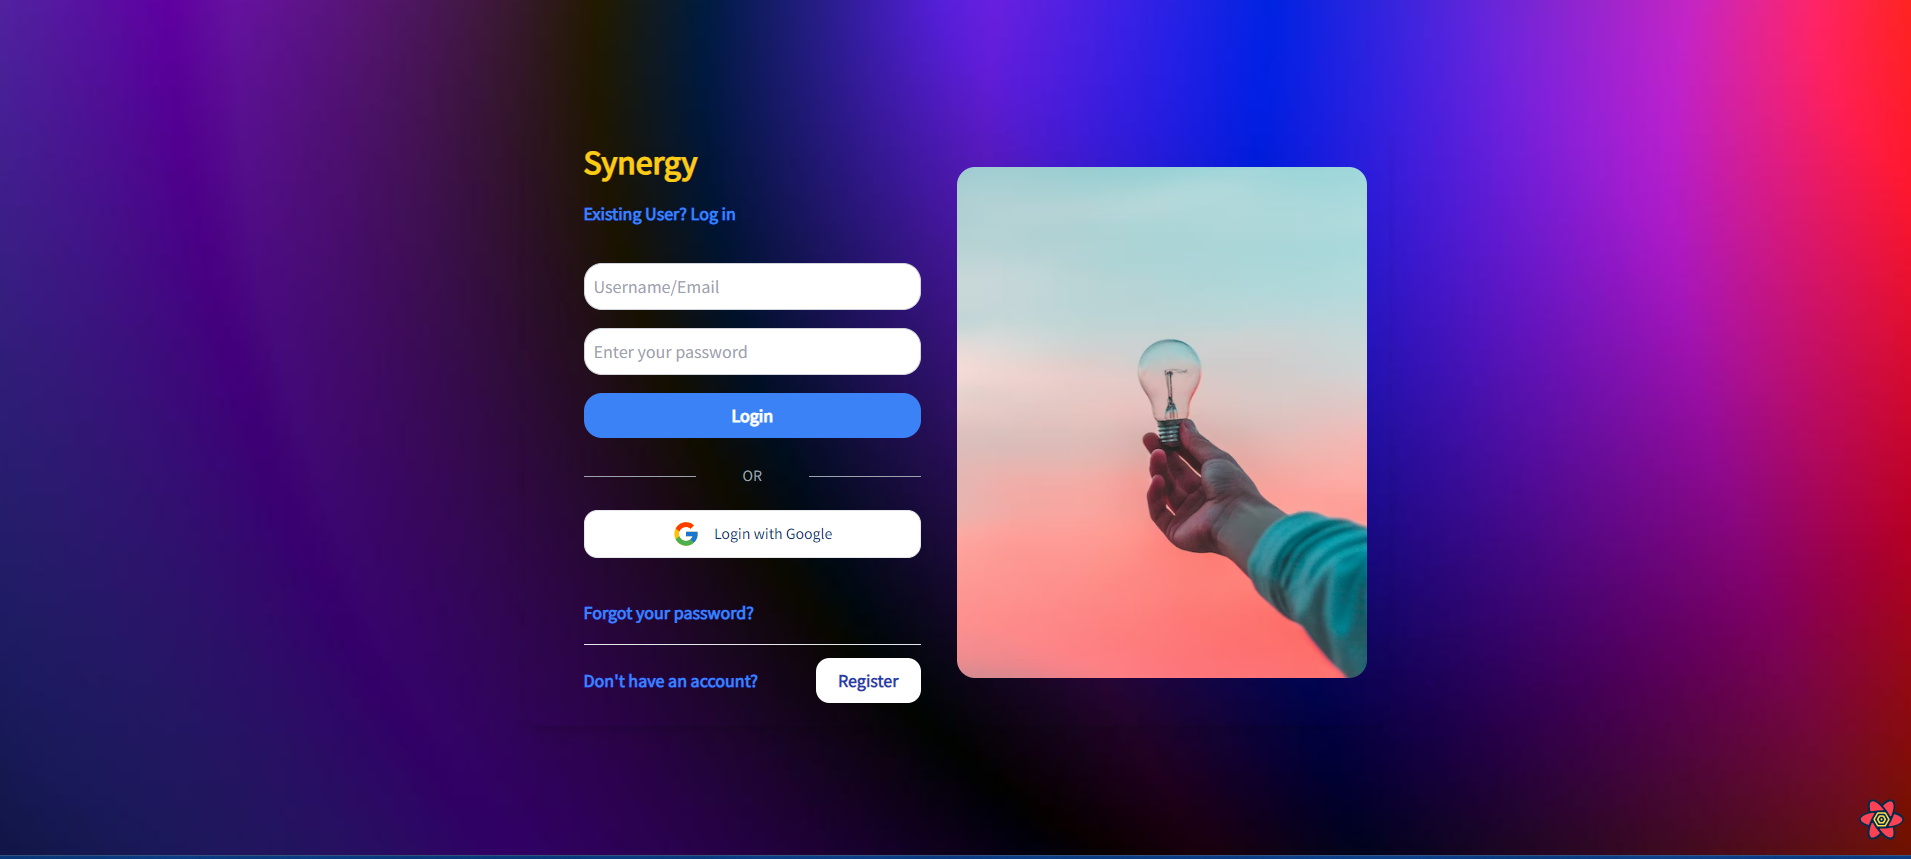 Synergy
Existing User? Log in
Username/Email
Enter your password
Login
OR
Login with Google
Forgot your password?
Don't have an account?
Register